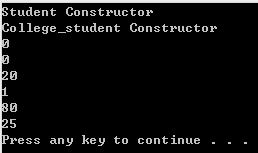 Student Constructor
College_student Constructor
0
0
20
1
80
25
Press any key to continue . . .